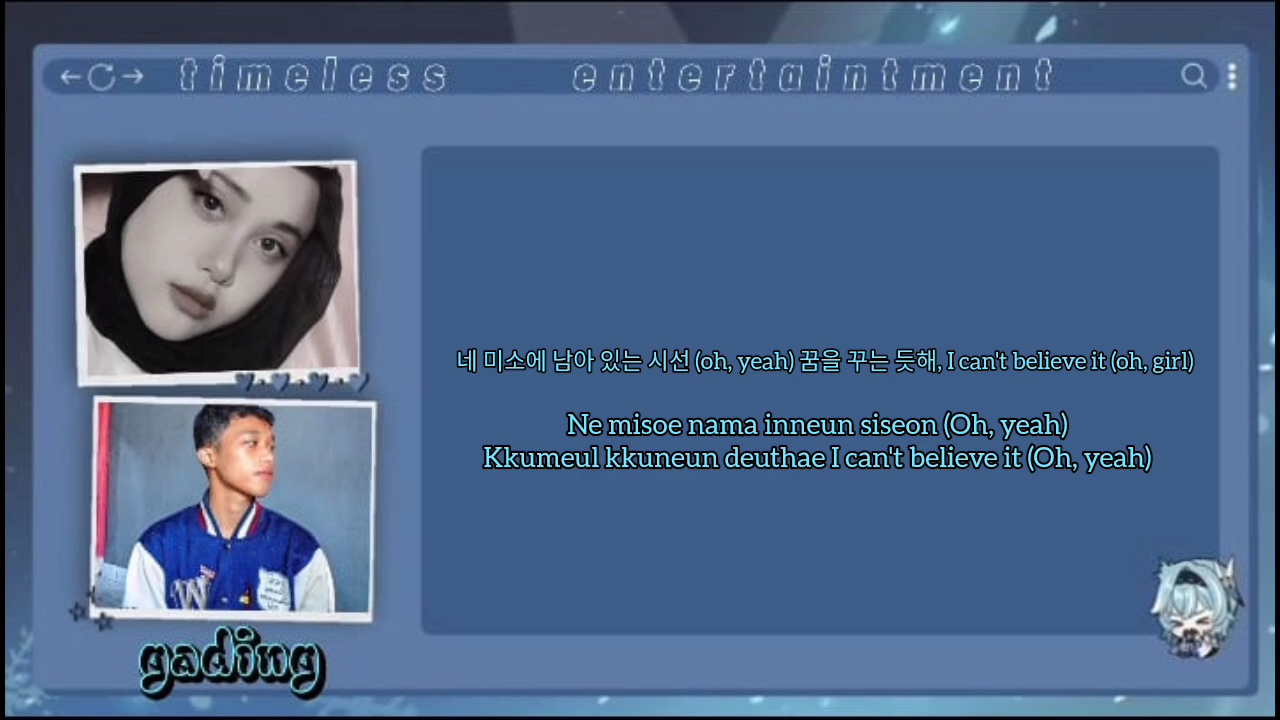 timeless entertaintment
네 미소에 남아 있는 시선 (oh, yeah) 꿈을 꾸는 듯해, I can't believe it (oh, girl)
Ne misoe nama inneun siseon (Oh, yeah)
Kkumeul kkuneun deuthae I can't believe it (Oh, yeah)
W
gading